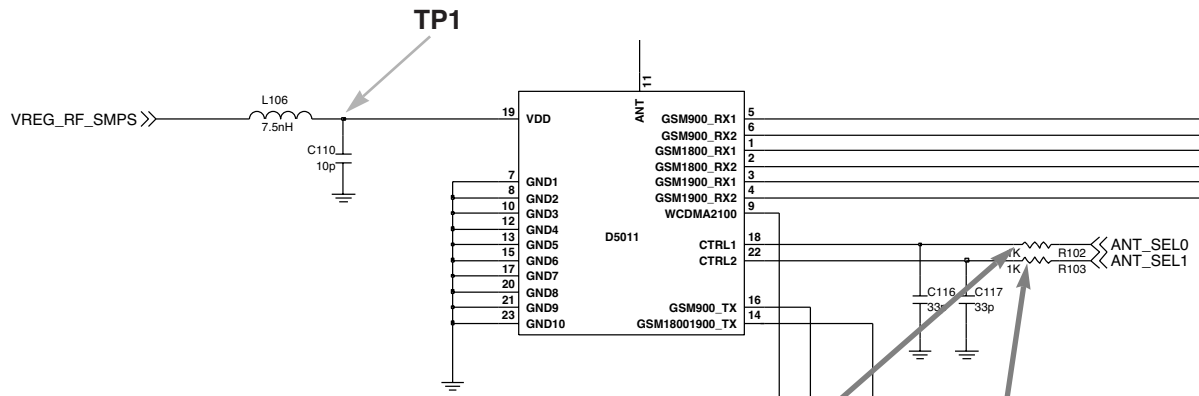 TP1
VREG_RF_SMPS
L106
7.5nH
C110
10p
11
ANT
19 VDD
7 GND1
8 GND2
10 GND3
12 GND4
13 GND5
15 GND6
17 GND7
20 GND8
21 GND9
23 GND10
D5011
GSM900_RX1 5
GSM900_RX2 6
GSM1800_RX1 1
GSM1800_RX2 2
GSM1900_RX1 3
GSM1900_RX2 4
WCDMA2100 9
CTRL1 18
CTRL2 22
GSM900_TX 16
GSM18001900_TX 14
1K R102 ANT_SEL0
1K R103 ANT_SEL1
C116 C117
33p 33p